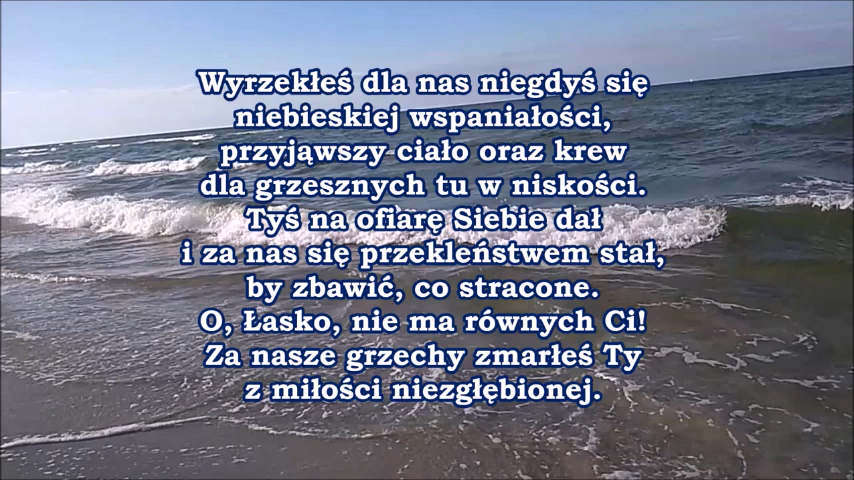 Wyrzekłeś dla nas niegdyś się
niebieskiej wspaniałości,
przyjąwszy ciało oraz krew
dla grzesznych tu w niskości.
Tyś na ofiarę Siebie dał
i za nas się przekleństwem stał,
by zbawić, co stracone.
O, Łasko, nie ma równych Ci!
Za nasze grzechy zmarłeś Ty
z miłości niezgłębionej.